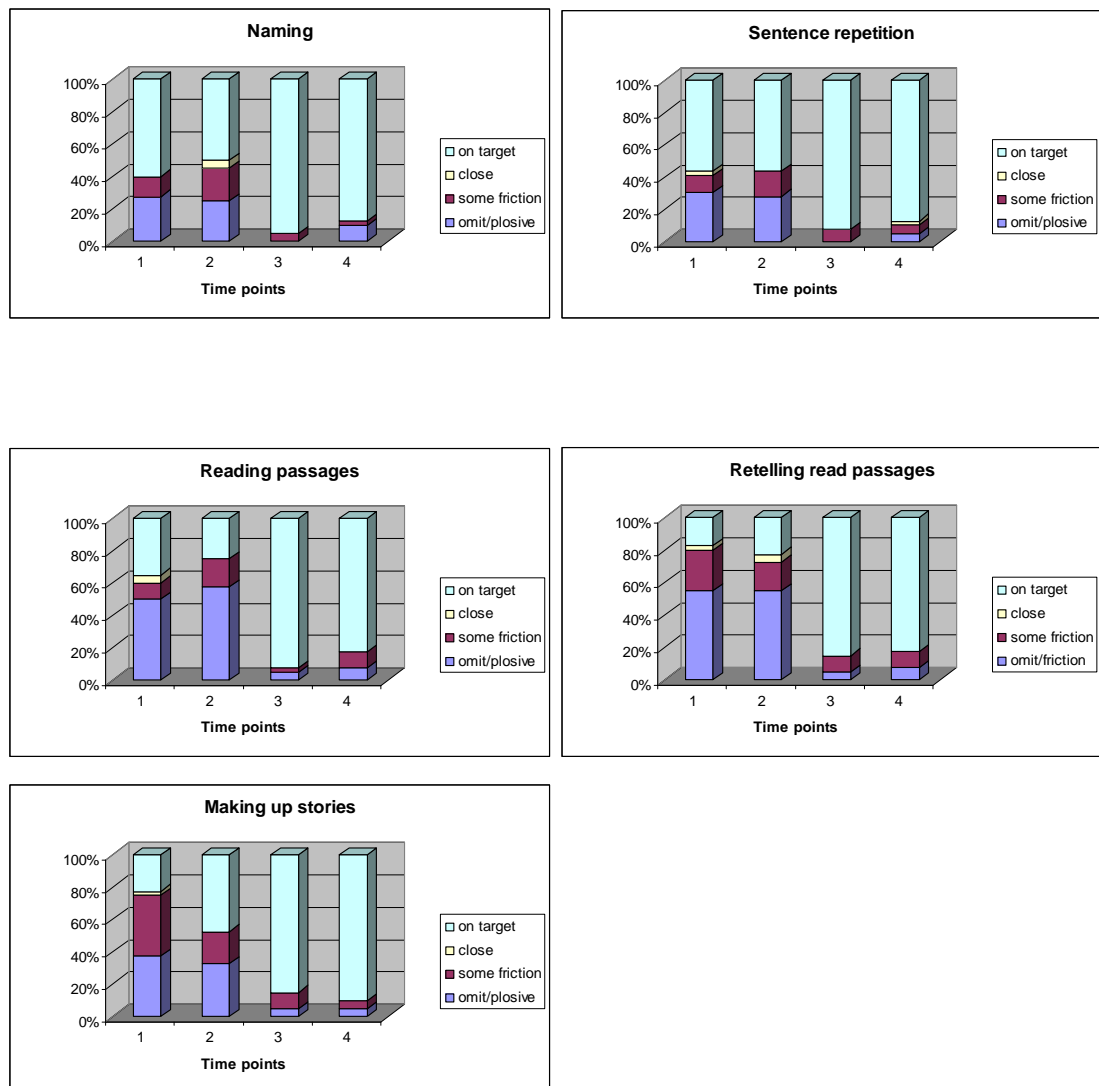 Naming
100%
80%
60%
40%
20%
0%
1 2 3 4
Time points
on target
close
some friction
omit/plosive
Sentence repetition
100%
80%
60%
40%
20%
0%
1 2 3 4
Time points
on target
close
some friction
omit/plosive
Reading passages
100%
80%
60%
40%
20%
0%
1 2 3 4
Time points
on target
close
some friction
omit/plosive
Retelling read passages
100%
80%
60%
40%
20%
0%
1 2 3 4
Time points
on target
close
some friction
omit/friction
Making up stories
100%
80%
60%
40%
20%
0%
1 2 3 4
Time points
on target
close
some friction
omit/plosive